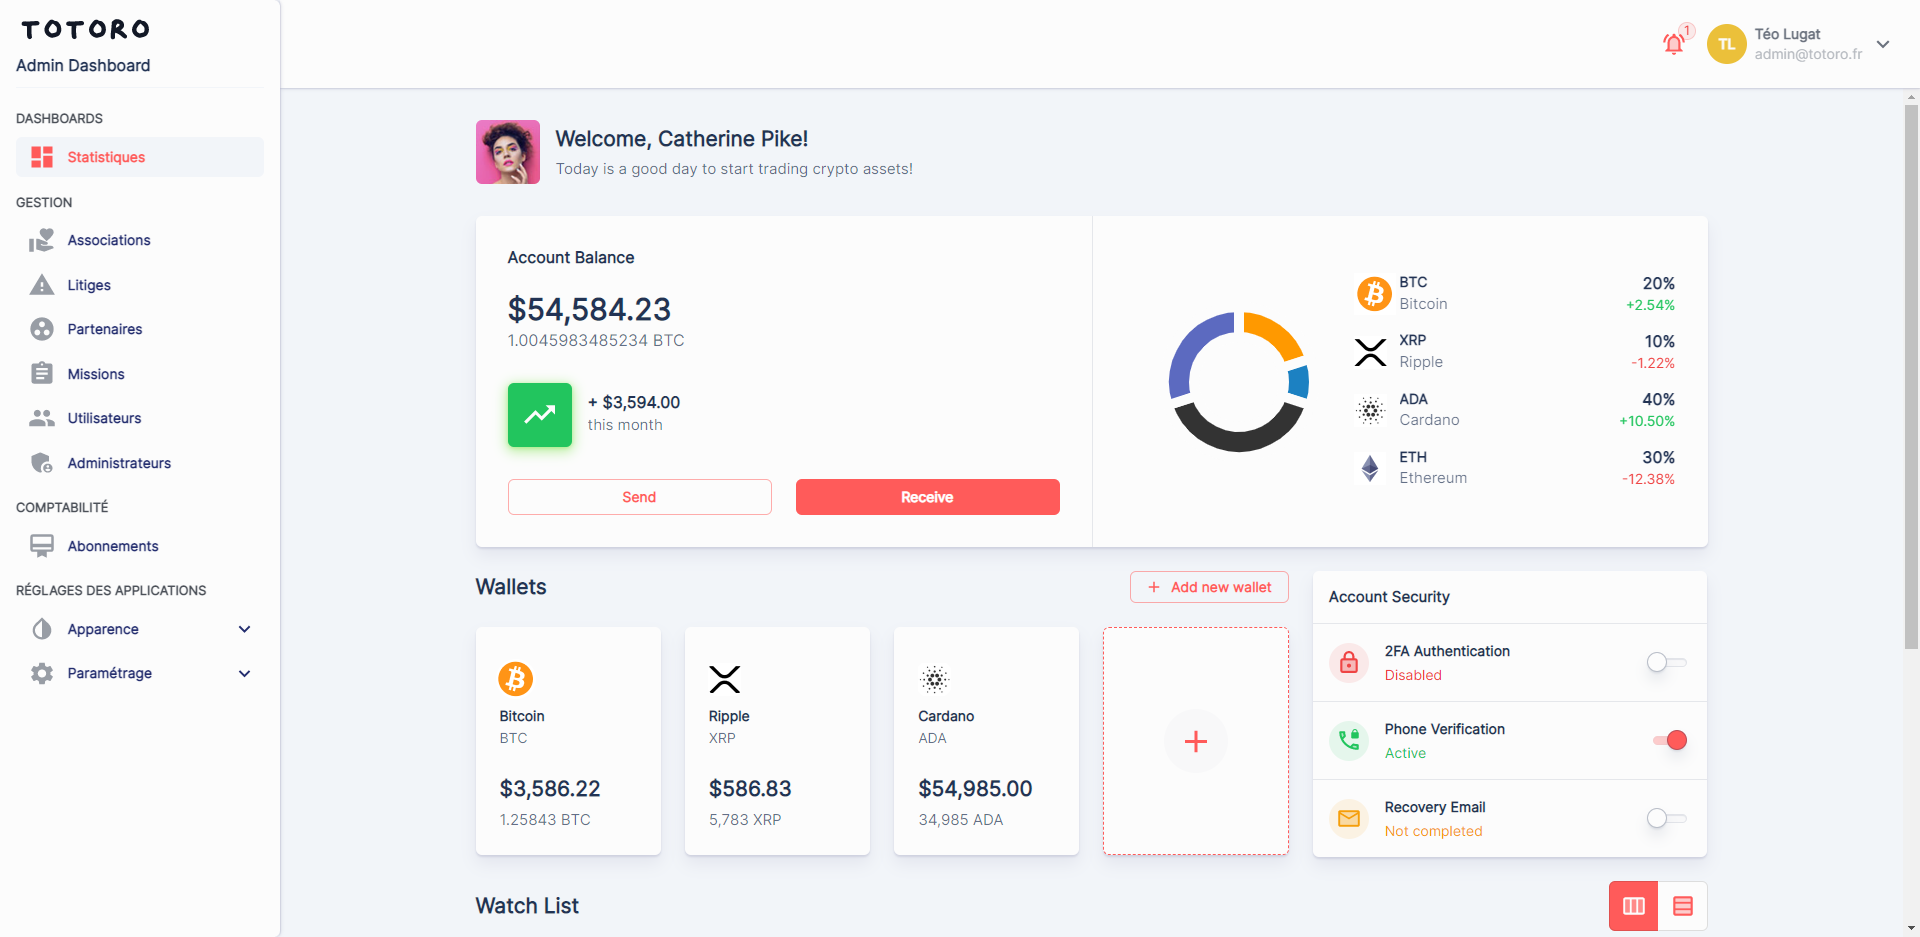 TOTORO
Admin Dashboard
DASHBOARDS
Statistiques
GESTION
Associations
Litiges
Partenaires
Missions
Utilisateurs
Administrateurs
COMPTABILITÉ
Abonnements
RÉGLAGES DES APPLICATIONS
Apparence
Paramétrage
1
TL
Téo Lugat
admin@totoro.fr
Welcome, Catherine Pike!
Today is a good day to start trading crypto assets!
Account Balance
$54,584.23
1.0045983485234 BTC
+ $3,594.00
this month
Send
Receive
BTC
Bitcoin
20%
+2.54%
XRP
Ripple
10%
-1.22%
ADA
Cardano
40%
+10.50%
ETH
Ethereum
30%
-12.38%
Wallets
Add new wallet
Bitcoin
BTC
$3,586.22
1.25843 BTC
Ripple
XRP
$586.83
5,783 XRP
Cardano
ADA
$54,985.00
34,985 ADA
Account Security
2FA Authentication
Disabled
Phone Verification
Active
Recovery Email
Not completed
Watch List